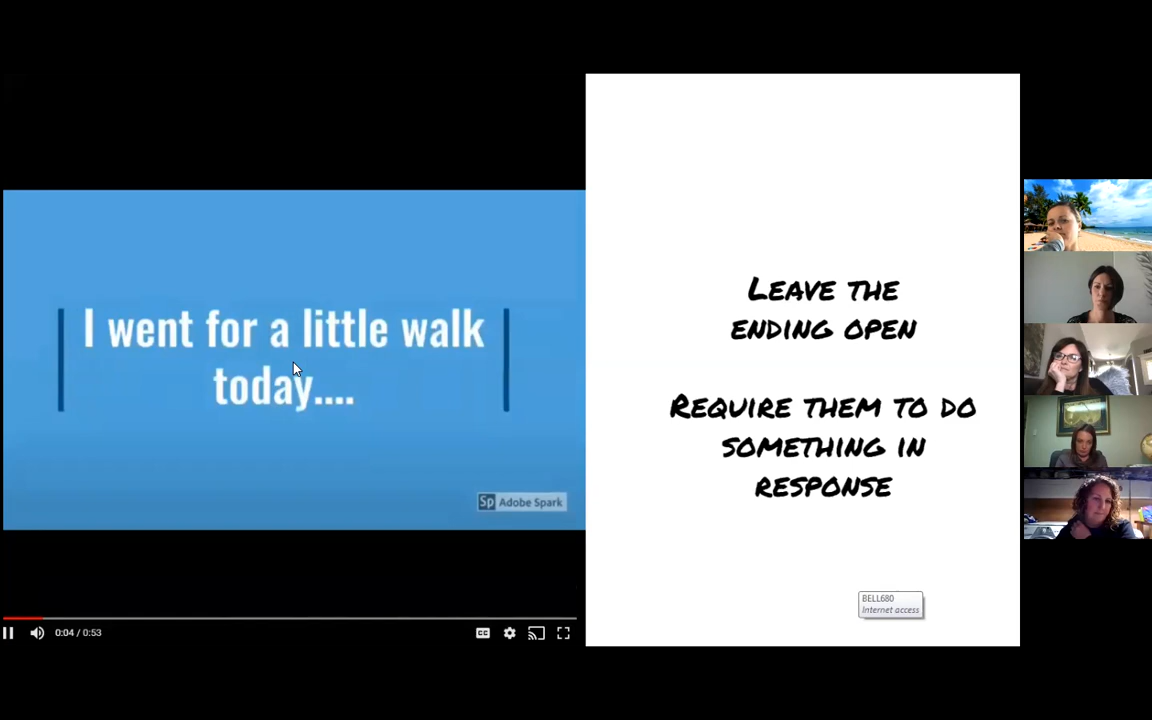 I went for a little walk
today....
Sp Adobe Spark
0:04 / 0:53
CC
LEAVE THE
ENDING OPEN
REQUIRE THEM TO DO
SOMETHING IN
RESPONSE
BELL680
Internet access